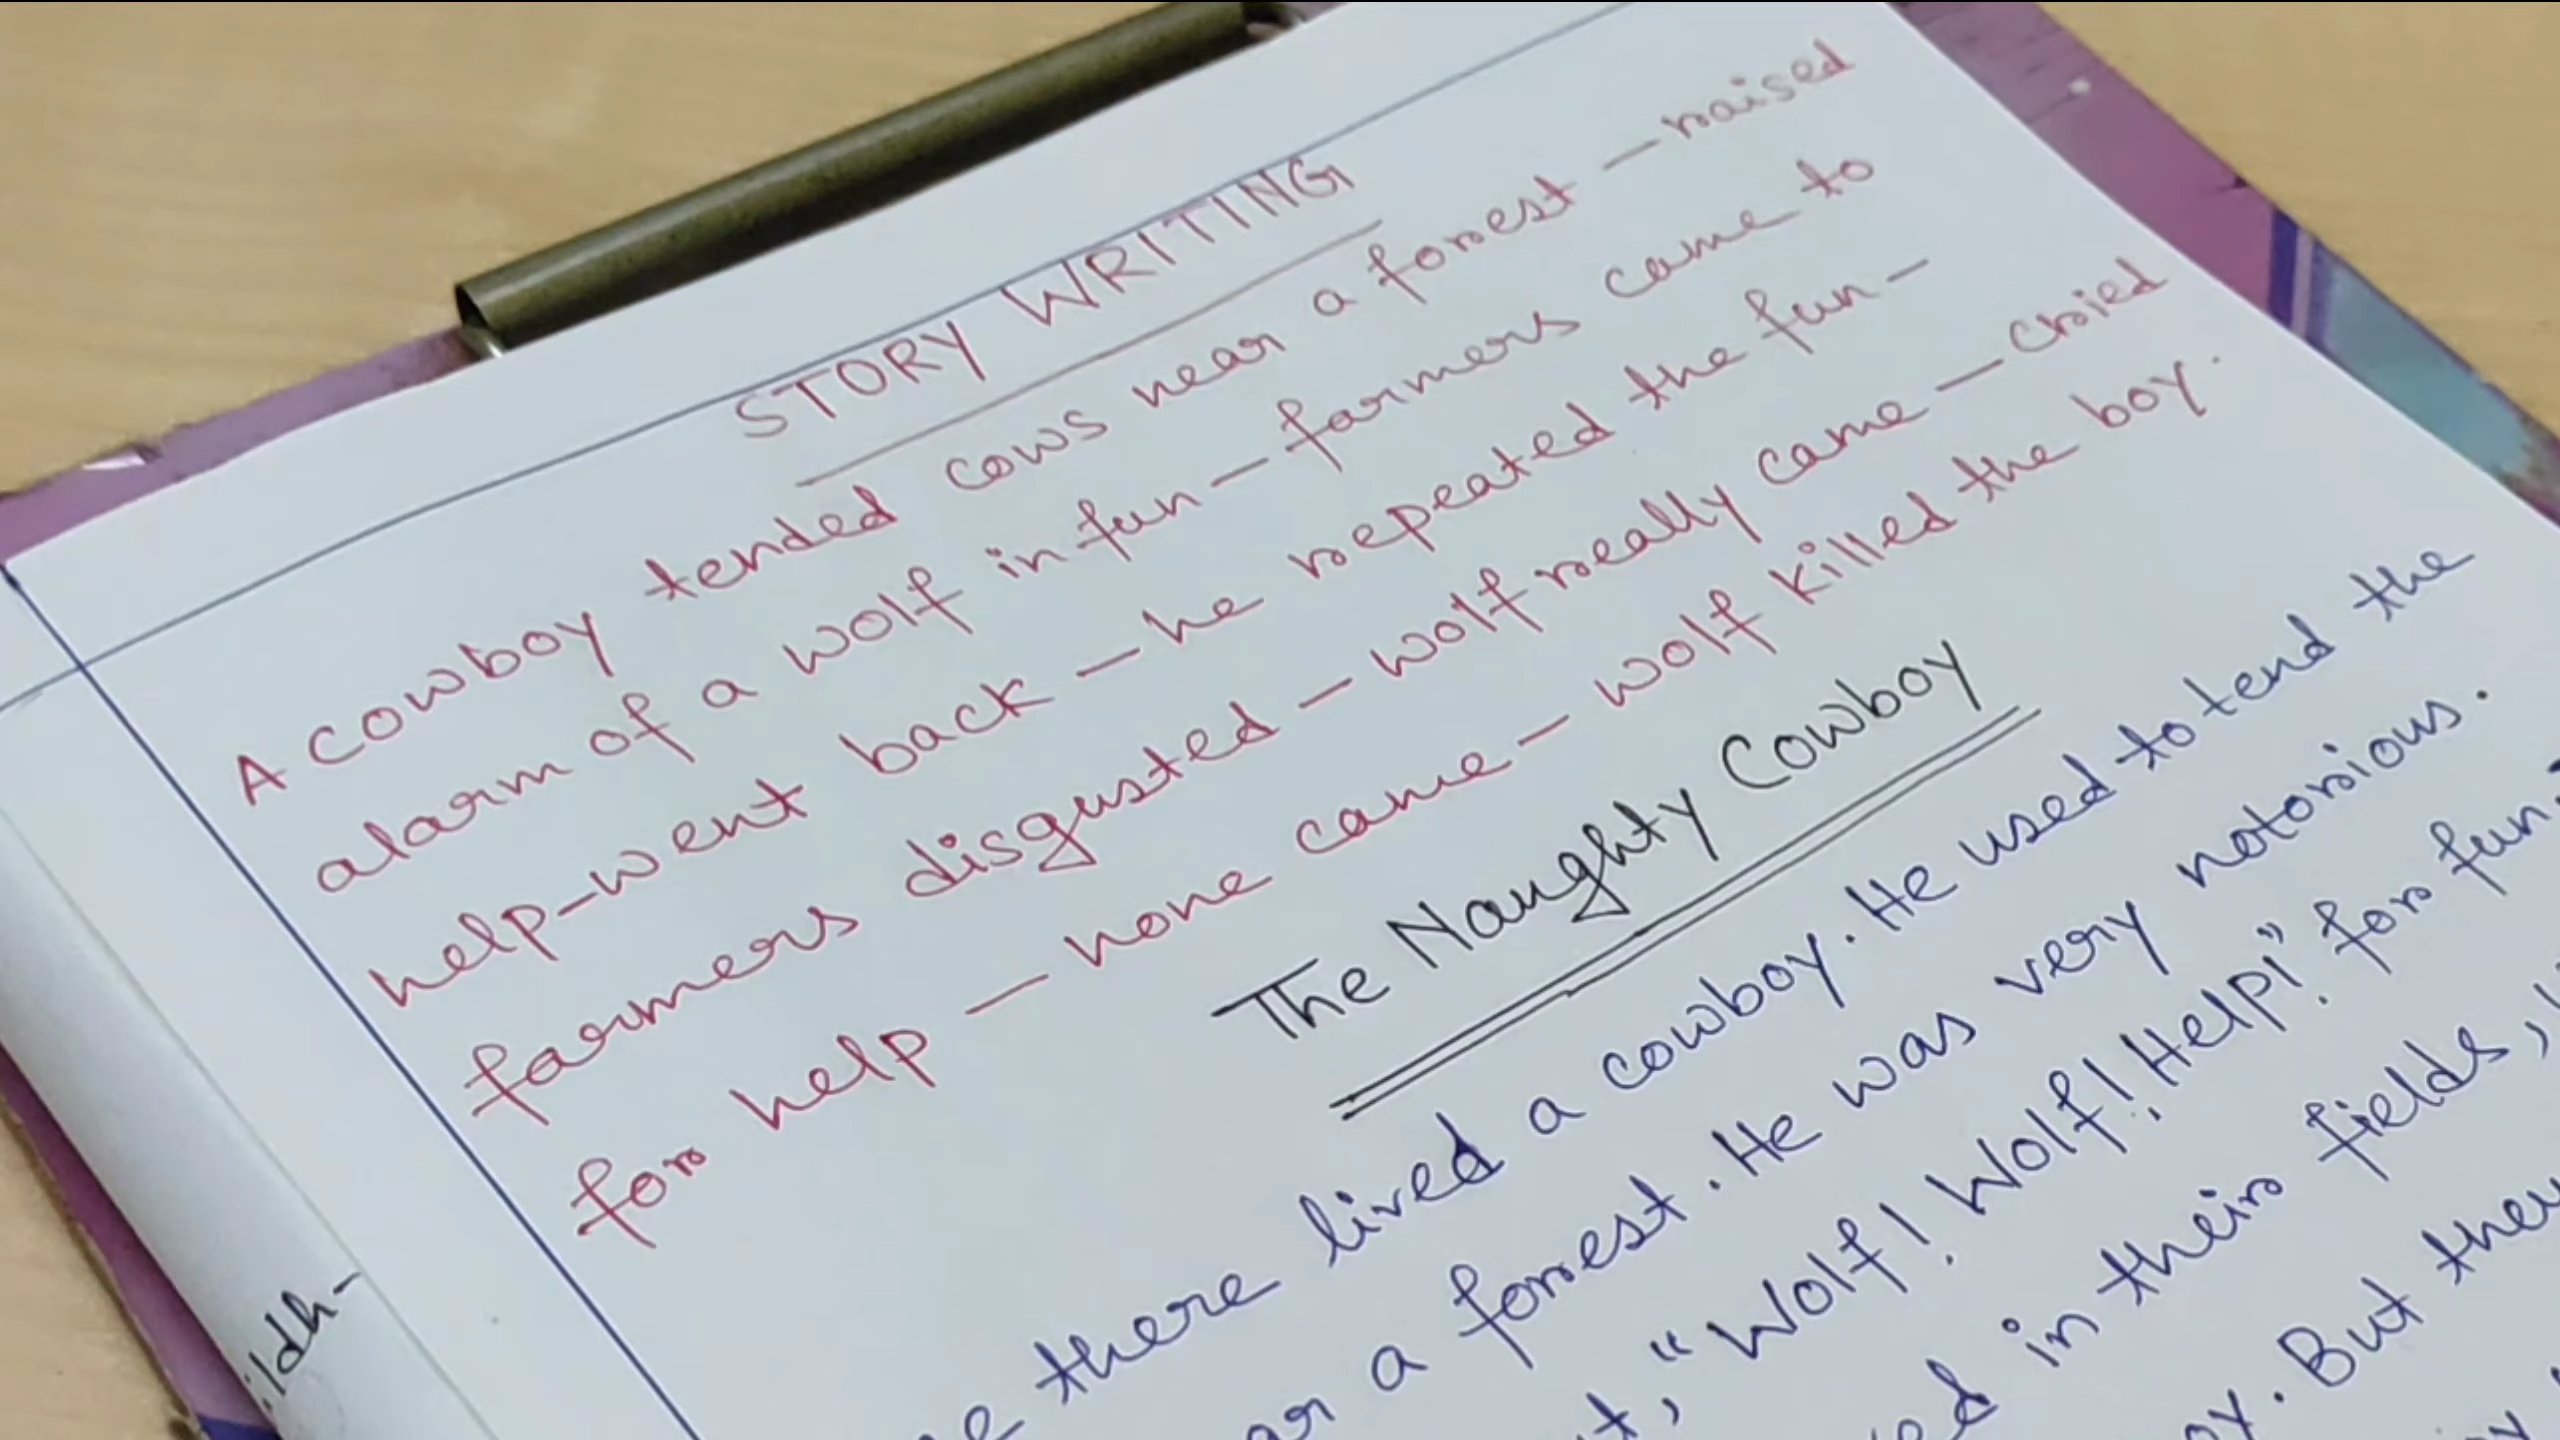 STORY WRITING
A cowboy tended cows near a forest — raised
alarm of a wolf in fun — farmers came to
help - went back — he repeated the fun -
farmers disgusted — wolf really came — cried
for help — none came — wolf killed the boy.
The Naughty Cowboy
there lived a cowboy. He used to tend the
a forest. He was very notorious.
"Wolf! Wolf! Help!" for fun.
in their fields,
But